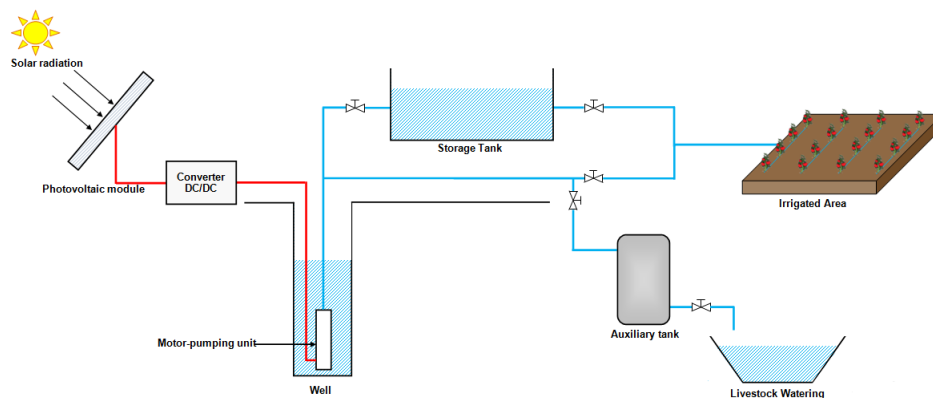 Solar radiation
Photovoltaic module
Converter
DC/DC
Storage Tank
Irrigated Area
Motor-pumping unit
Well
Auxiliary tank
Livestock Watering